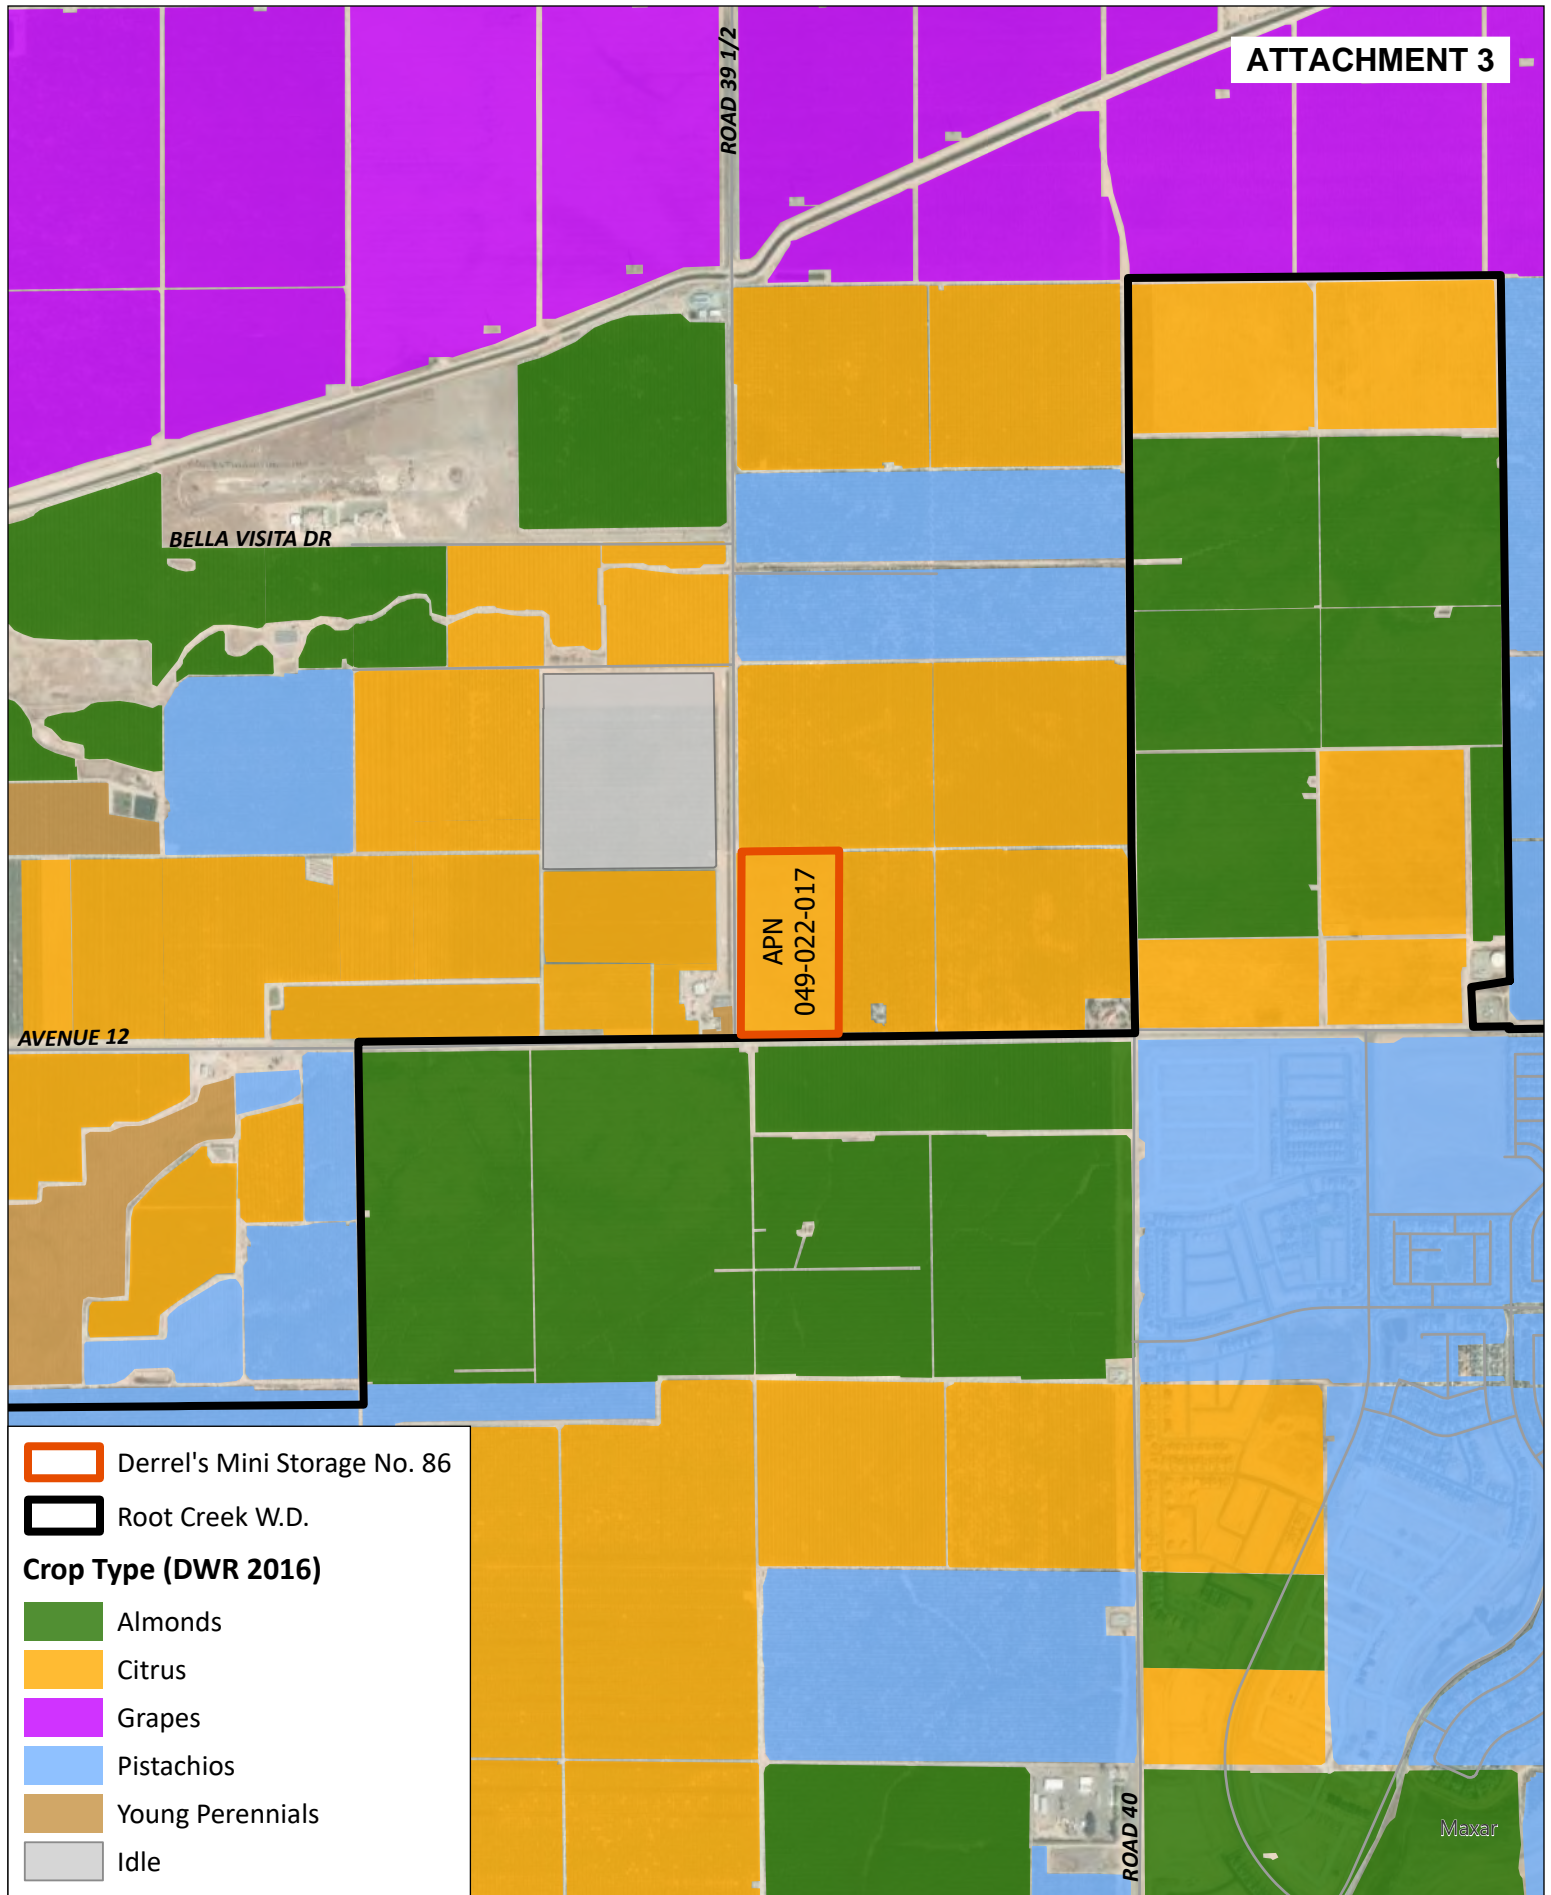 ATTACHMENT 3
ROAD 39 1/2
BELLA VISITA DR
APN
049-022-017
AVENUE 12
Derrel's Mini Storage No. 86
Root Creek W.D.
Crop Type (DWR 2016)
Almonds
Citrus
Grapes
Pistachios
Young Perennials
Idle
ROAD 40
Maxar